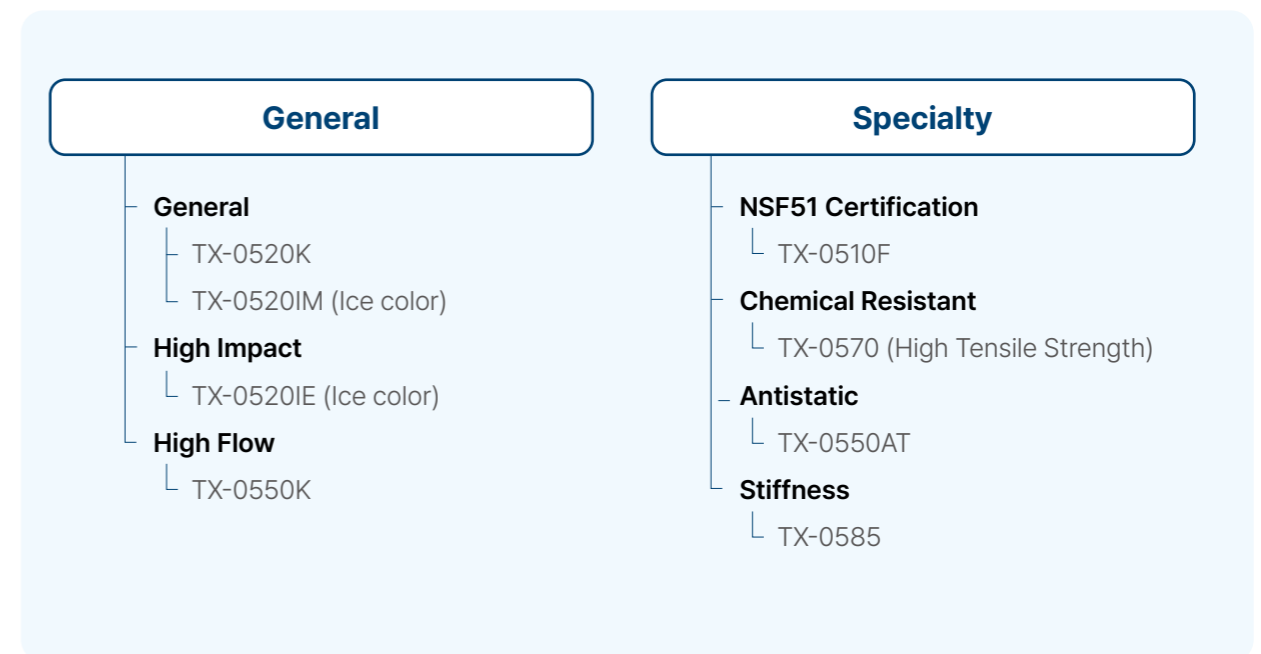 General
General
TX-0520K
TX-0520IM (Ice color)
High Impact
TX-0520IE (Ice color)
High Flow
TX-0550K
Specialty
NSF51 Certification
TX-0510F
Chemical Resistant
TX-0570 (High Tensile Strength)
Antistatic
TX-0550AT
Stiffness
TX-0585